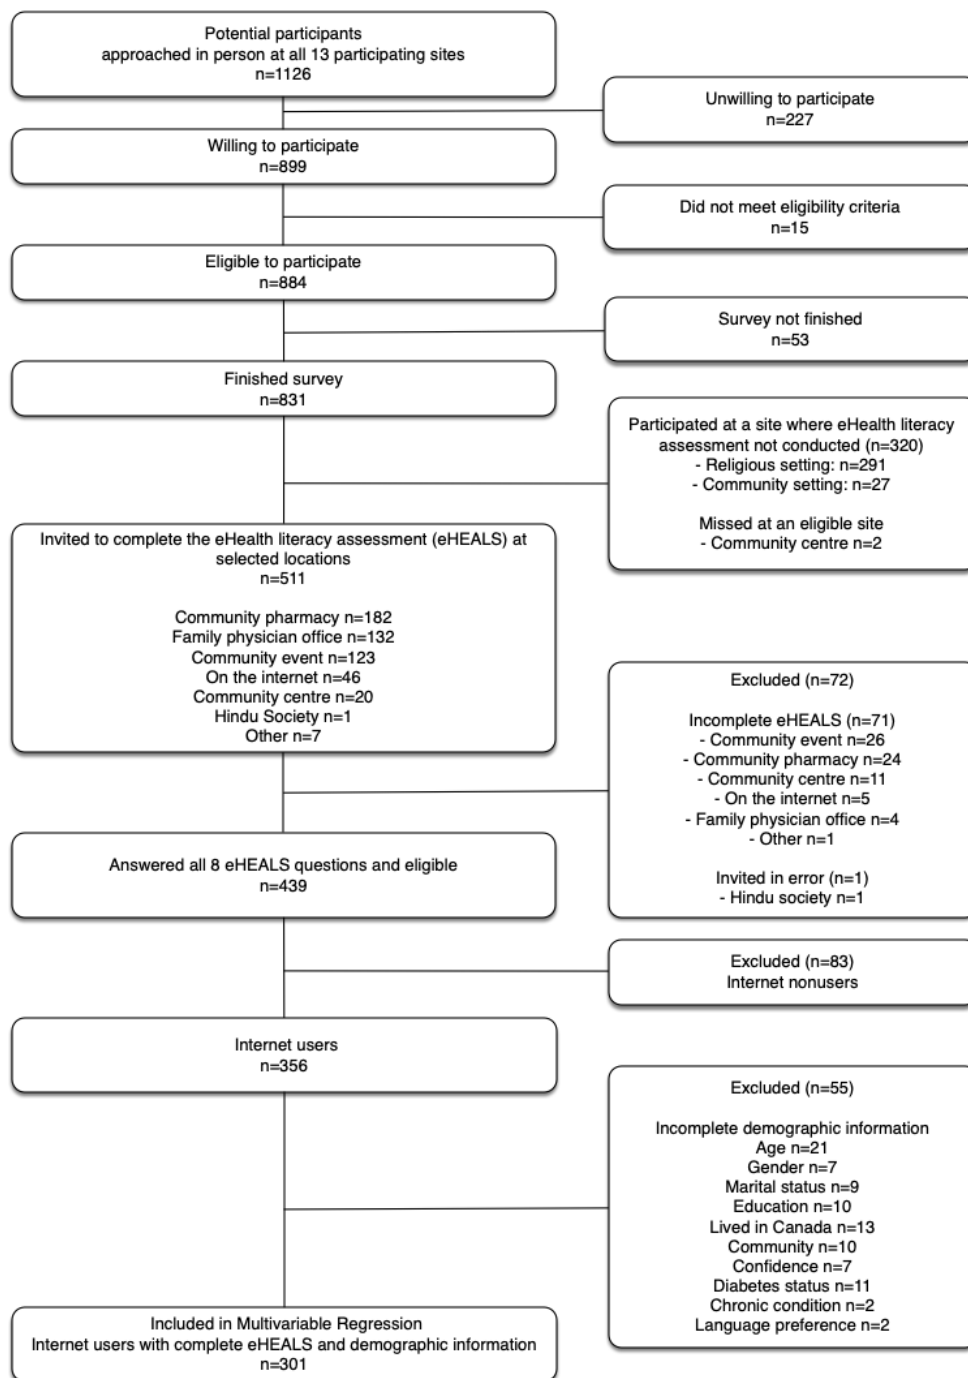 Potential participants
approached in person at all 13 participating sites
n=1126
Unwilling to participate
n=227
Willing to participate
n=899
Did not meet eligibility criteria
n=15
Eligible to participate
n=884
Survey not finished
n=53
Finished survey
n=831
Participated at a site where eHealth literacy
assessment not conducted (n=320)
- Religious setting: n=291
- Community setting: n=27
Missed at an eligible site
- Community centre n=2
Invited to complete the eHealth literacy assessment (eHEALS) at
selected locations
n=511
Community pharmacy n=182
Family physician office n=132
Community event n=123
On the internet n=46
Community centre n=20
Hindu Society n=1
Other n=7
Excluded (n=72)
Incomplete eHEALS (n=71)
- Community event n=26
- Community pharmacy n=24
- Community centre n=11
- On the internet n=5
- Family physician office n=4
- Other n=1
Invited in error (n=1)
- Hindu society n=1
Answered all 8 eHEALS questions and eligible
n=439
Excluded (n=83)
Internet nonusers
Internet users
n=356
Excluded (n=55)
Incomplete demographic information
Age n=21
Gender n=7
Marital status n=9
Education n=10
Lived in Canada n=13
Community n=10
Confidence n=7
Diabetes status n=11
Chronic condition n=2
Language preference n=2
Included in Multivariable Regression
Internet users with complete eHEALS and demographic information
n=301